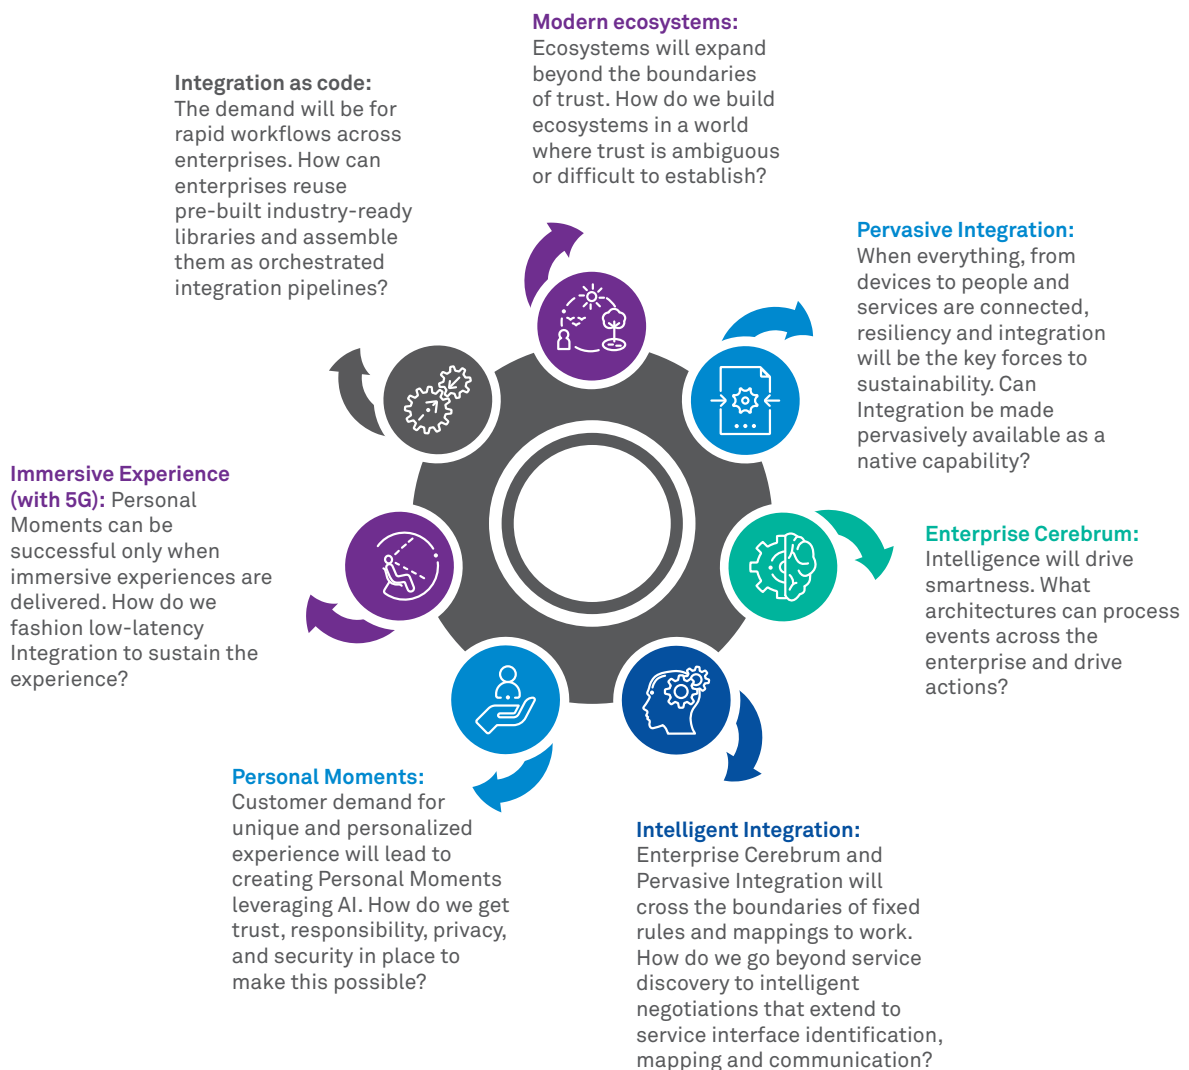 Modern ecosystems:
Ecosystems will expand
beyond the boundaries
of trust. How do we build
ecosystems in a world
where trust is ambiguous
or difficult to establish?
Integration as code:
The demand will be for
rapid workflows across
enterprises. How can
enterprises reuse
pre-built industry-ready
libraries and assemble
them as orchestrated
integration pipelines?
Pervasive Integration:
When everything, from
devices to people and
services are connected,
resiliency and integration
will be the key forces to
sustainability. Can
Integration be made
pervasively available as a
native capability?
Immersive Experience
(with 5G): Personal
Moments can be
successful only when
immersive experiences are
delivered. How do we
fashion low-latency
Integration to sustain the
experience?
Enterprise Cerebrum:
Intelligence will drive
smartness. What
architectures can process
events across the
enterprise and drive
actions?
Personal Moments:
Customer demand for
unique and personalized
experience will lead to
creating Personal Moments
leveraging AI. How do we get
trust, responsibility, privacy,
and security in place to
make this possible?
Intelligent Integration:
Enterprise Cerebrum and
Pervasive Integration will
cross the boundaries of fixed
rules and mappings to work.
How do we go beyond service
discovery to intelligent
negotiations that extend to
service interface identification,
mapping and communication?